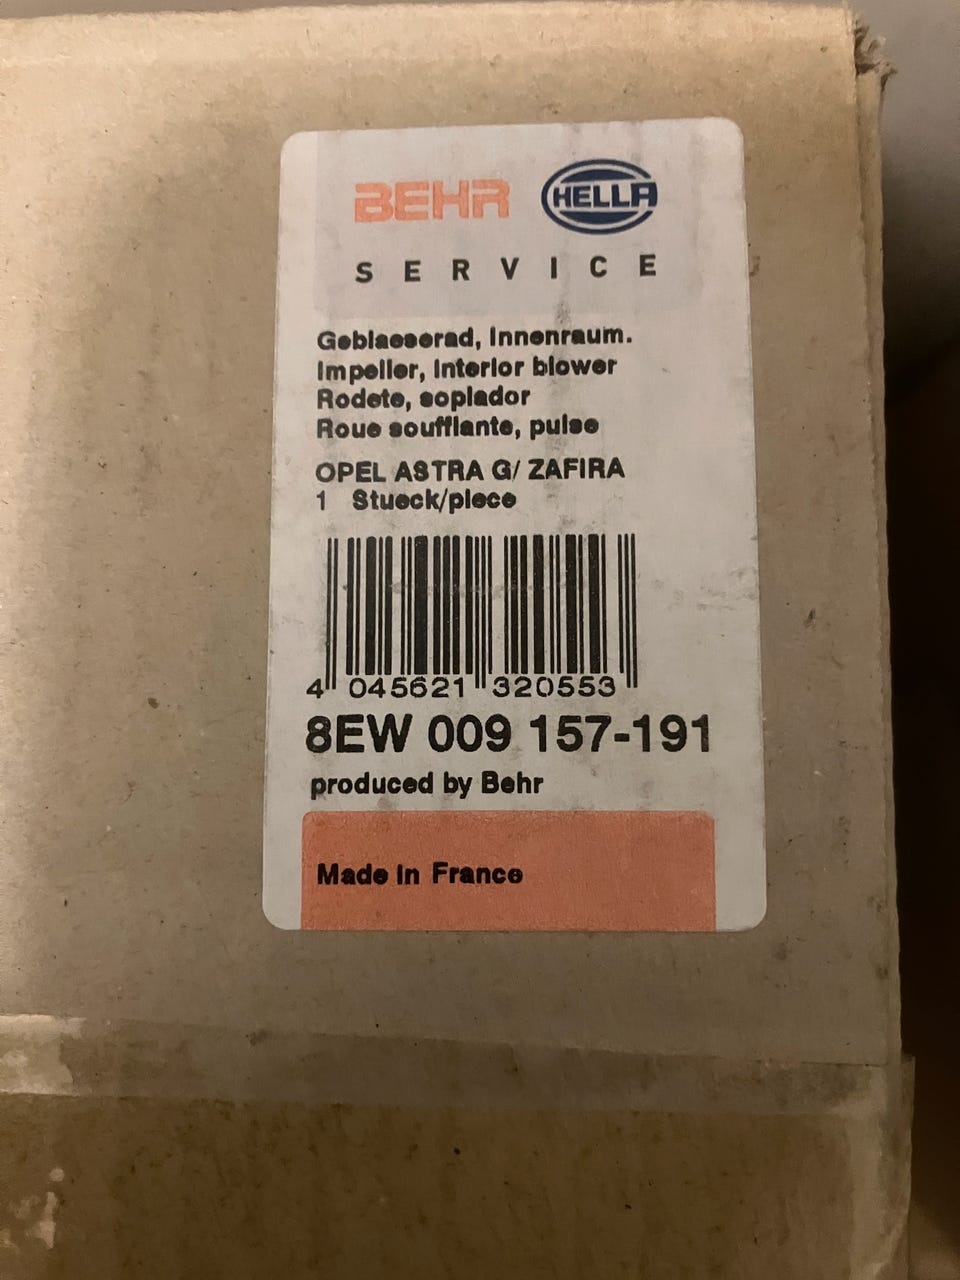 BEHR HELLA
SERVICE
Geblaeserad, Innenraum.
Impeller, Interior blower
Rodete, soplador
Roue soufflante, pulse
OPEL ASTRA G/ ZAFIRA
1 Stueck/piece
4 045621 320553
8EW 009 157-191
produced by Behr
Made in France